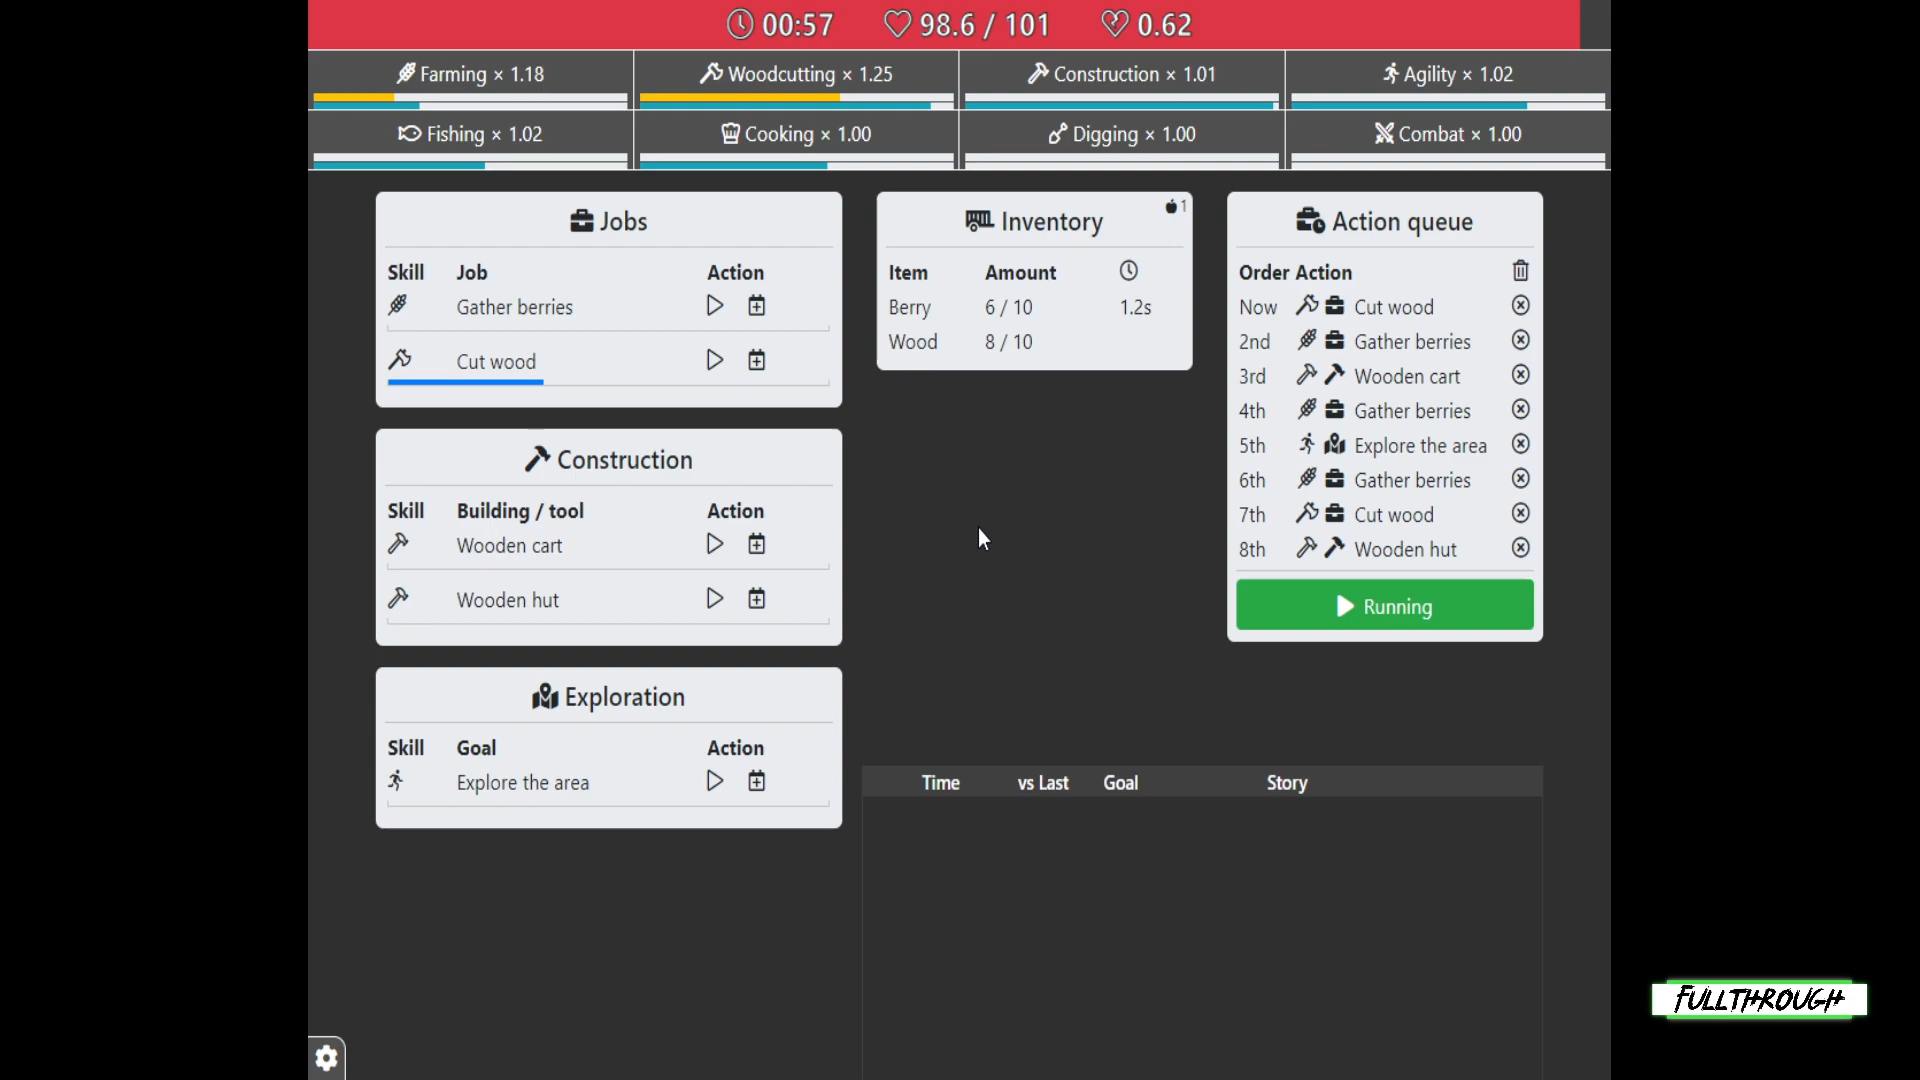 00:57 98.6 / 101 0.62
Farming × 1.18 Woodcutting × 1.25 Construction × 1.01 Agility × 1.02
Fishing × 1.02 Cooking × 1.00 Digging × 1.00 Combat × 1.00
Jobs
Skill Job Action
Gather berries
Cut wood
Construction
Skill Building / tool Action
Wooden cart
Wooden hut
Exploration
Skill Goal Action
Explore the area
Inventory 1
Item Amount
Berry 6 / 10 1.2s
Wood 8 / 10
Action queue
Order Action
Now Cut wood
2nd Gather berries
3rd Wooden cart
4th Gather berries
5th Explore the area
6th Gather berries
7th Cut wood
8th Wooden hut
Running
Time vs Last Goal Story
FULLTHROUGH